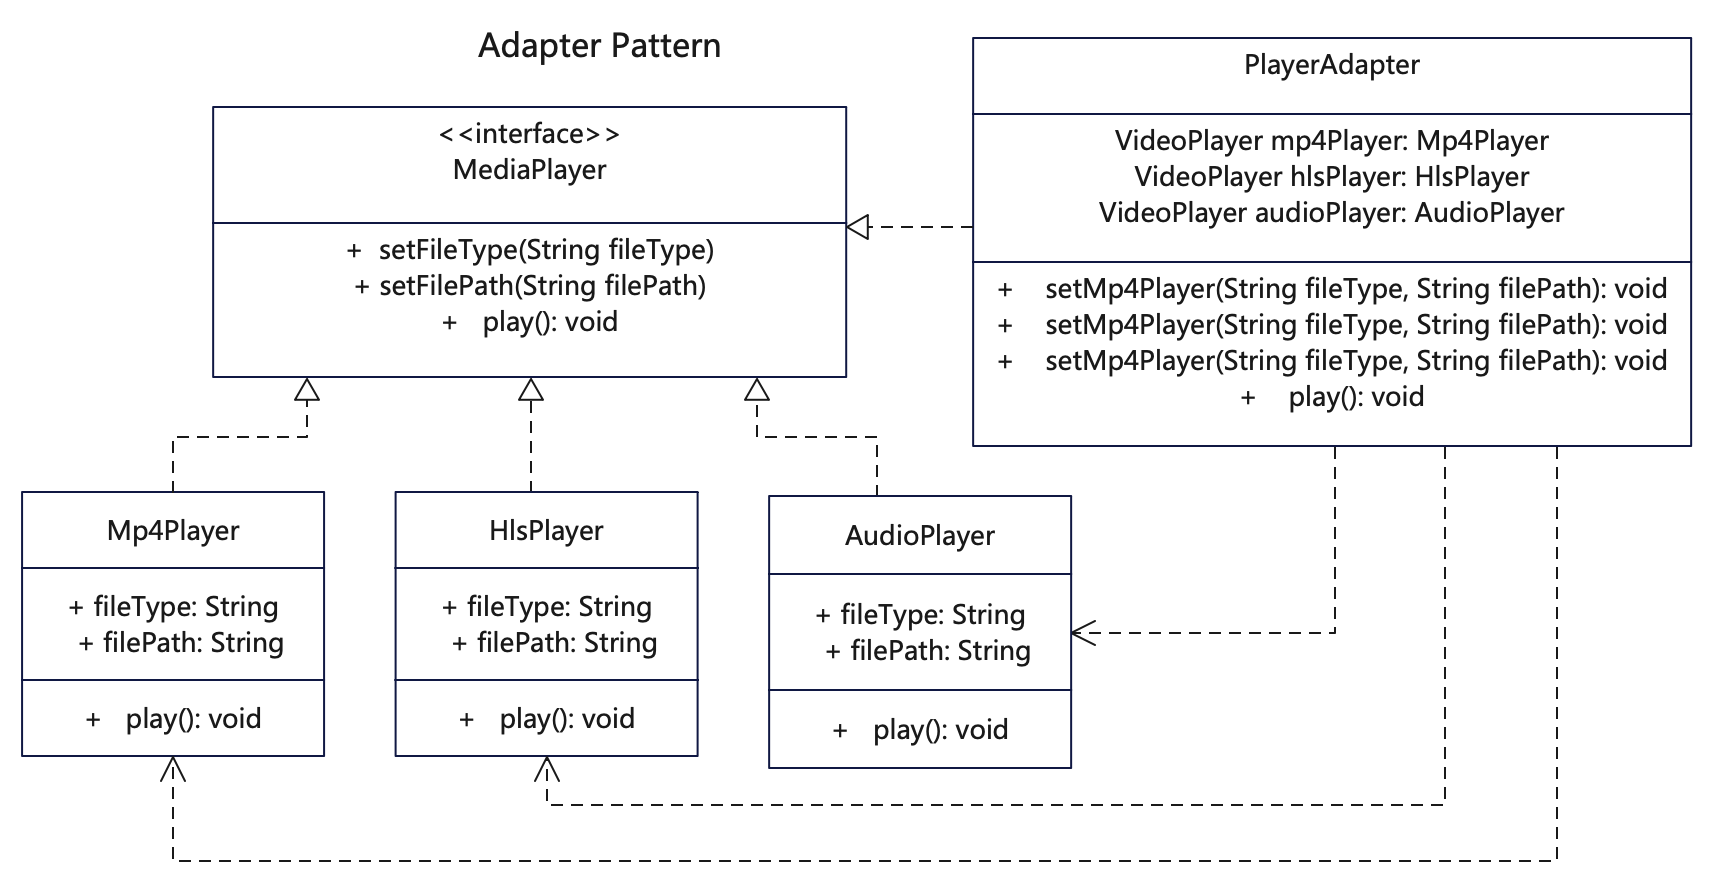 Adapter Pattern
<<interface>>
MediaPlayer
+ setFileType(String fileType)
+ setFilePath(String filePath)
+ play(): void
PlayerAdapter
VideoPlayer mp4Player: Mp4Player
VideoPlayer hlsPlayer: HlsPlayer
VideoPlayer audioPlayer: AudioPlayer
+ setMp4Player(String fileType, String filePath): void
+ setMp4Player(String fileType, String filePath): void
+ setMp4Player(String fileType, String filePath): void
+ play(): void
Mp4Player
+ fileType: String
+ filePath: String
+ play(): void
HlsPlayer
+ fileType: String
+ filePath: String
+ play(): void
AudioPlayer
+ fileType: String
+ filePath: String
+ play(): void